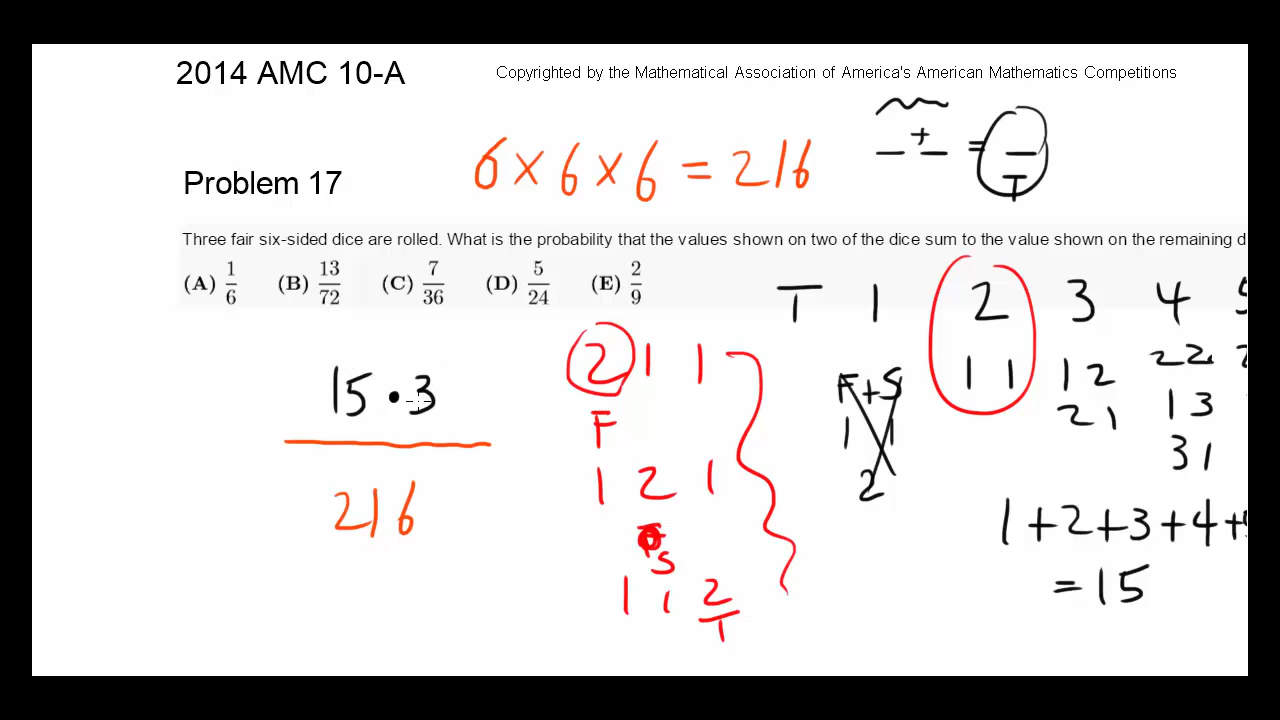 2014 AMC 10-A
Copyrighted by the Mathematical Association of America's American Mathematics Competitions
6 × 6 × 6 = 216
_ + _ = _
T
Problem 17
Three fair six-sided dice are rolled. What is the probability that the values shown on two of the dice sum to the value shown on the remaining d
(A) 1/6 (B) 13/72 (C) 7/36 (D) 5/24 (E) 2/9
T 1 2 3 4 5
F+S 1 1 1 2 2 2
1 1 2 1 1 3
2 3 1
15 • 3
216
2 1 1
F
1 2 1
S
1 1 2
T
1+2+3+4+
=15